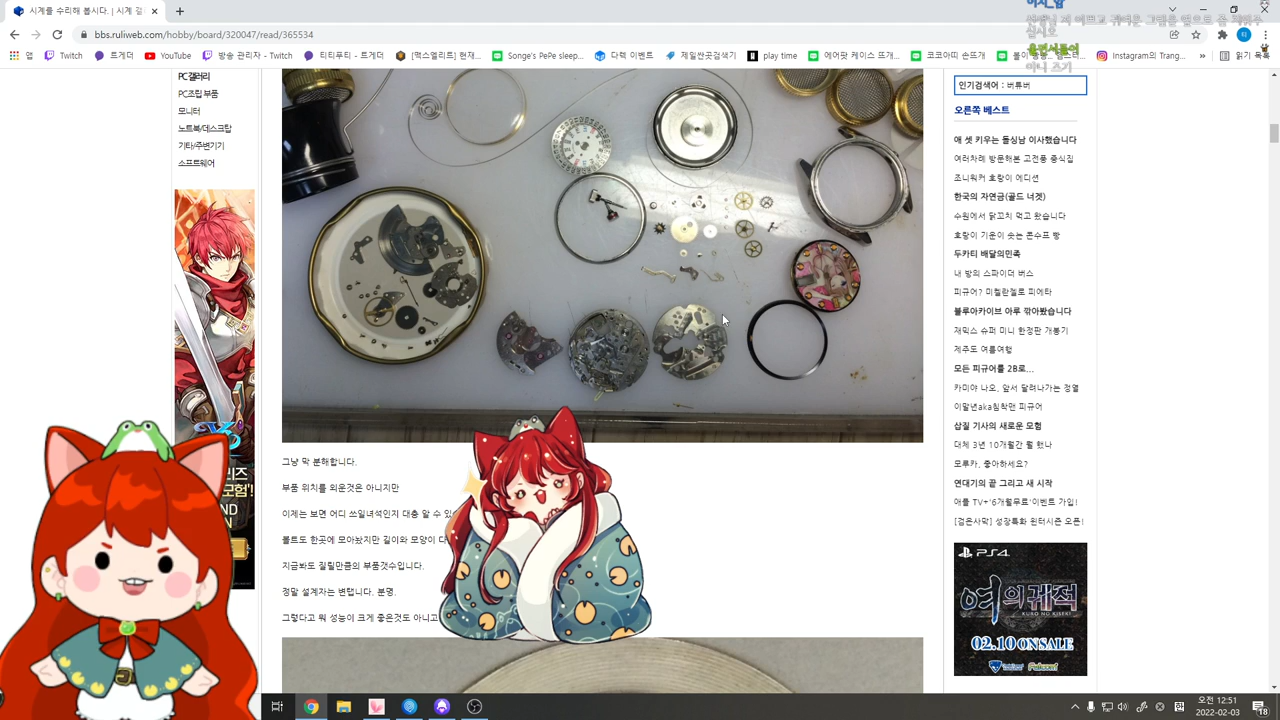 시계를 수리해 봅시다. | 시계 갤
bbs.ruliweb.com/hobby/board/320047/read/365534
앱
Twitch
트게더
YouTube
방송 관리자 - Twitch
트게더
[맥스엘리트] 현재...
Songe's PePe sleep...
다락 이벤트
제일싼곳검색기
play time
에어팟 케이스 뜨개...
코코아띠 손뜨개
Instagram의 Trang...
»
읽기 목록
PC갤러리
PC조립 부품
모니터
노트북/데스크탑
기타/주변기기
소프트웨어
인기검색어 : 버튜버
오른쪽 베스트
애 셋 키우는 돌싱남 이사했습니다
여러차례 방문해본 고전풍 중식집
조니워커 호랑이 에디션
한국의 자연금(골드 너겟)
수원에서 닭꼬치 먹고 왔습니다
호랑이 기운이 솟는 콘수프 빵
두카티 배달의민족
내 방의 스파이더 버스
피규어? 미켈란젤로 피에타
블루아카이브 아루 깎아봤습니다
재믹스 슈퍼 미니 한정판 개봉기
제주도 여름여행
모든 피규어를 2B로...
카미야 나오, 앞서 달려나가는 정열
이말년aka침착맨 피규어
삽질 기사의 새로운 모험
대체 3년 10개월간 뭘 했나
모루카, 좋아하세요?
연대기의 끝 그리고 새 시작
애플 TV+'6개월무료'이벤트 가입!
[검은사막] 성장특화 윈터시즌 오픈!
그냥 막 분해합니다.
부품 위치를 외운것은 아니지만
이제는 보면 어디 쓰일녀석인지 대충 알 수 있
볼트도 한곳에 모아놨지만 길이와 모양이 다
지금봐도 질릴만큼의 부품갯수입니다.
정말 설계자는
분명.
그렇다고 뭐 성능이 크게 좋은것도 아니고
PS4
여의궤적
KURO NO KISEKI
02.10 ON SALE
Falcom
오전 12:51
2022-02-03
18